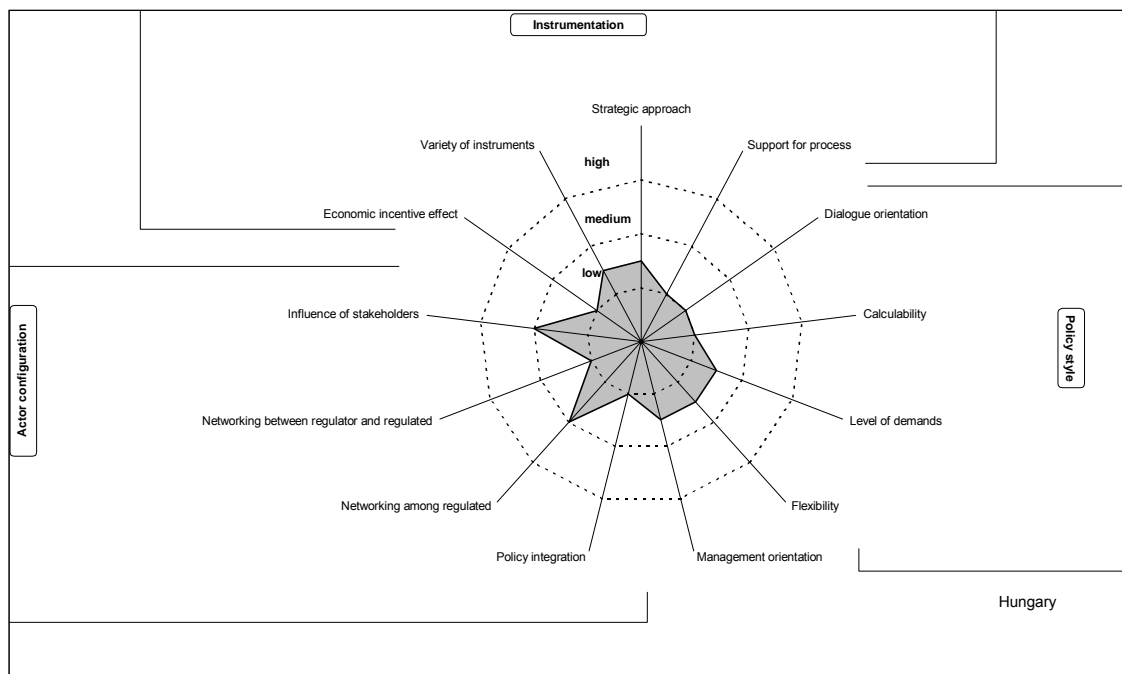 Instrumentation
Strategic approach
Variety of instruments
Support for process
high
Economic incentive effect
medium
Dialogue orientation
low
Influence of stakeholders
Calculability
Actor configuration
Policy style
Networking between regulator and regulated
Level of demands
Networking among regulated
Flexibility
Policy integration
Management orientation
Hungary